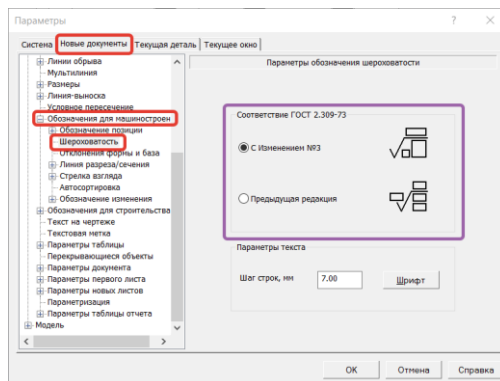 Параметры
? ×
Система Новые документы Текущая деталь Текущее окно
Линии обрыва
Мультилиния
Размеры
Линия-выноска
Условное пересечение
Обозначения для машиностроен
Обозначение позиции
Шероховатость
Отклонения формы и база
Линия разреза/сечения
Стрелка взгляда
Автосортировка
Обозначение изменения
Обозначения для строительства
Текст на чертеже
Текстовая метка
Параметры таблицы
Перекрывающиеся объекты
Параметры документа
Параметры первого листа
Параметры новых листов
Параметризация
Параметры таблицы отчета
Модель
Параметры обозначения шероховатости
Соответствие ГОСТ 2.309-73
С Изменением №3
Предыдущая редакция
Параметры текста
Шаг строк, мм 7.00 Шрифт
OK Отмена Справка